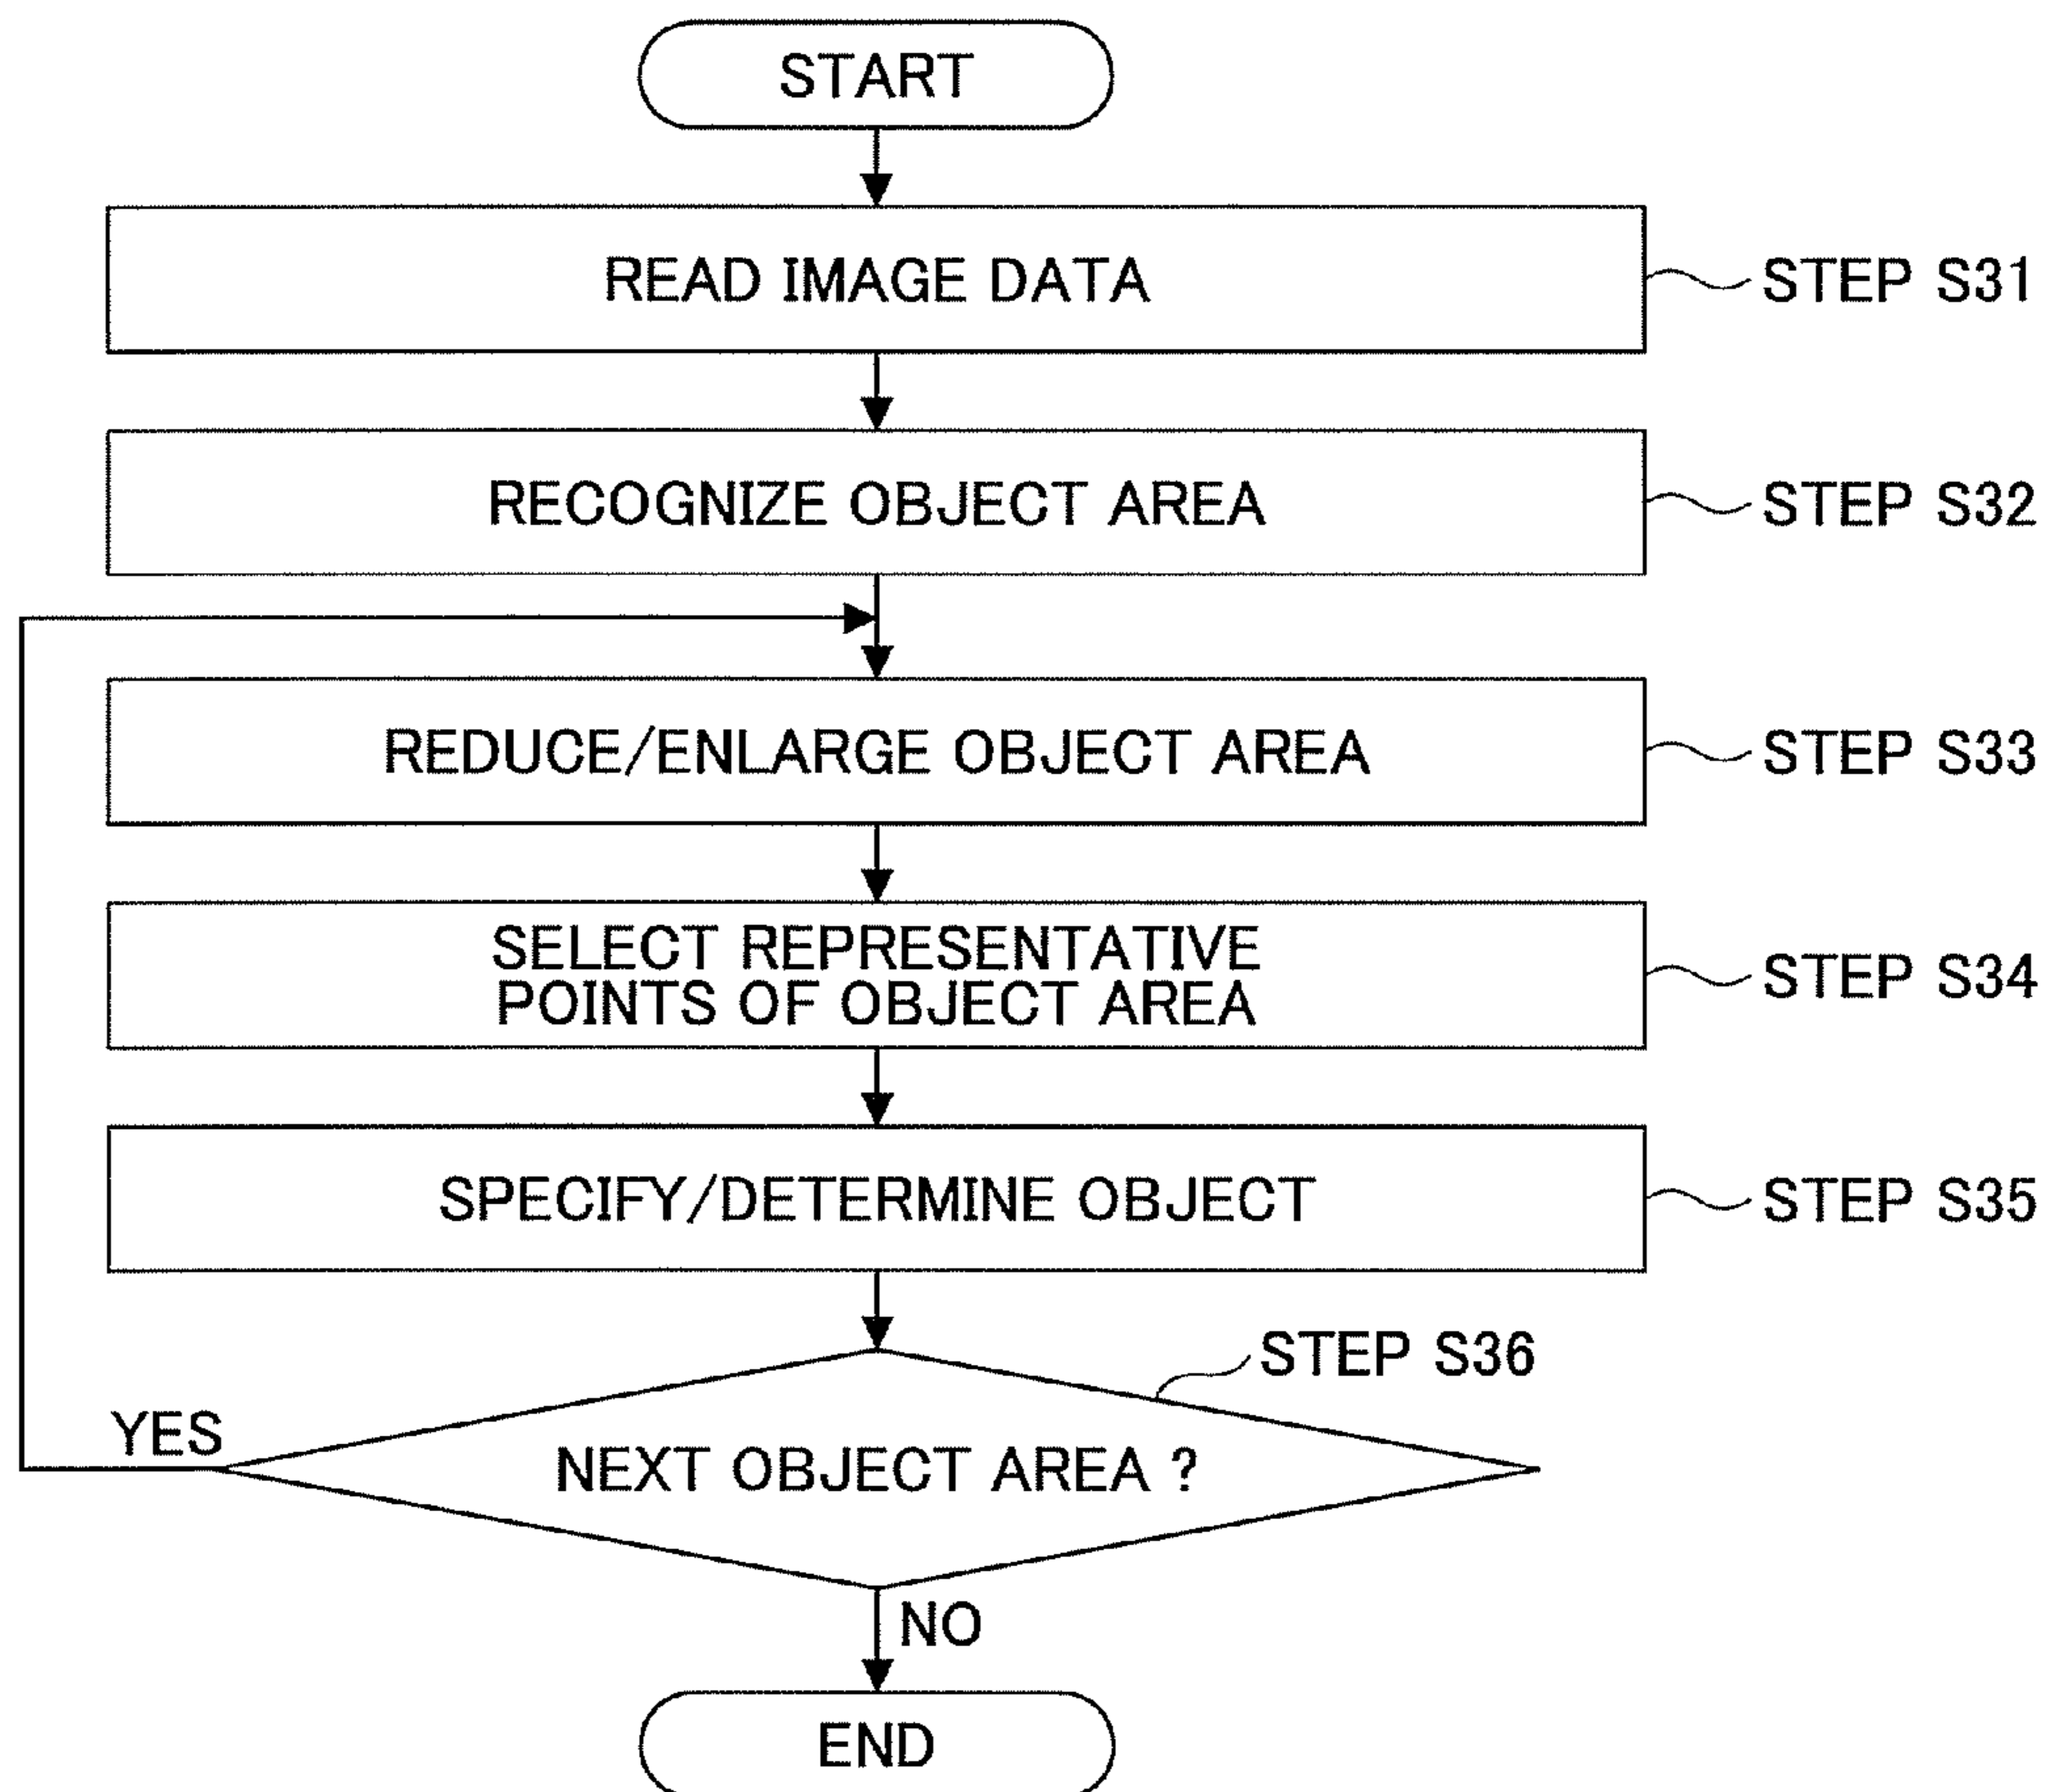 START
READ IMAGE DATA
STEP S31
RECOGNIZE OBJECT AREA
STEP S32
REDUCE/ENLARGE OBJECT AREA
STEP S33
SELECT REPRESENTATIVE
POINTS OF OBJECT AREA
STEP S34
SPECIFY/DETERMINE OBJECT
STEP S35
STEP S36
YES
NEXT OBJECT AREA ?
NO
END